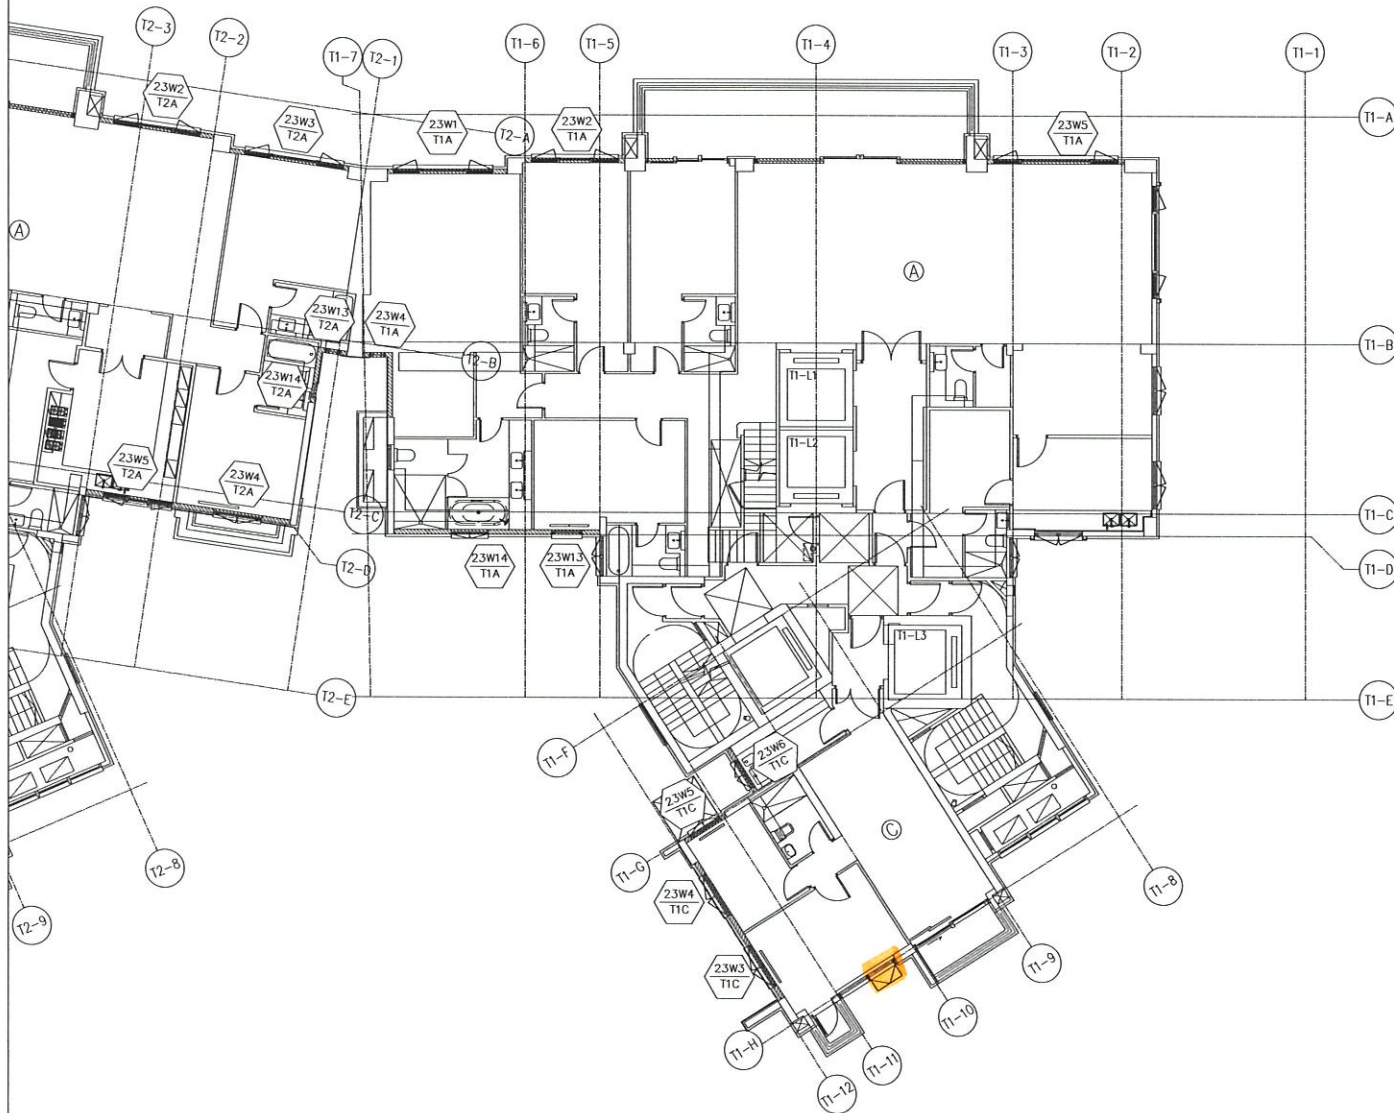 T2-3
T2-2
T1-7
T2-1
T1-6
T1-5
T1-4
T1-3
T1-2
T1-1
23W2
T2A
23W3
T2A
23W1
T1A
T2-A
23W2
T1A
23W5
T1A
T1-A
A
A
23W13
T2A
23W4
T1A
T2-B
T1-B
23W14
T2A
T1-L1
T1-L2
23W5
T2A
23W4
T2A
T2-C
T1-C
T2-D
23W14
T1A
23W13
T1A
T1-D
T1-L3
T2-E
T1-E
T1-F
23W6
T1C
23W5
T1C
C
T2-8
T1-G
T1-8
23W4
T1C
T2-9
23W3
T1C
T1-9
T1-10
T1-H
T1-11
T1-12